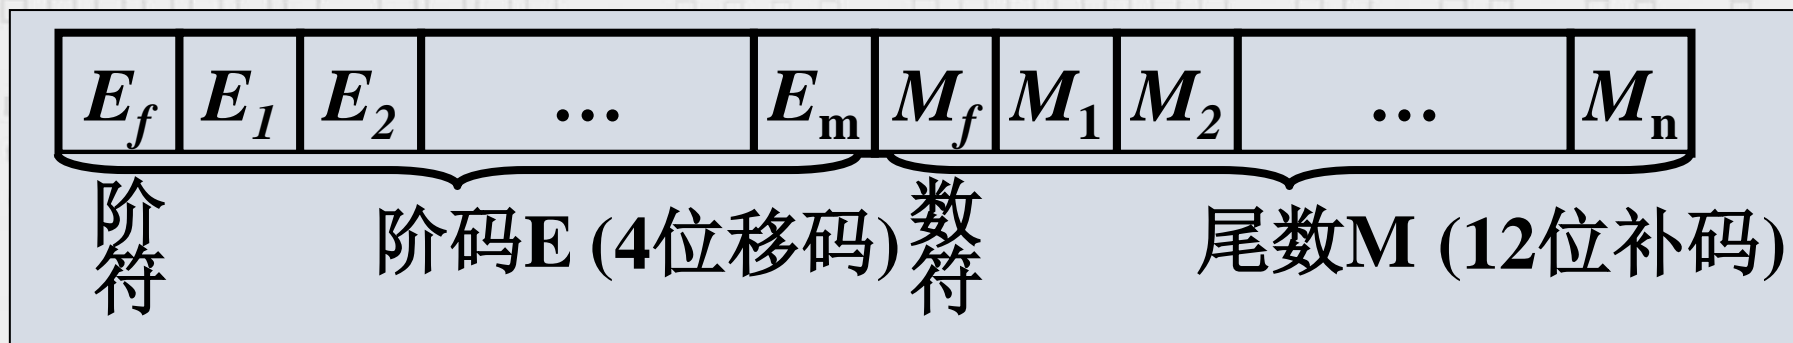 E_f E_1 E_2 … E_m M_f M_1 M_2 … M_n
阶符 阶码E (4位移码) 数符 尾数M (12位补码)